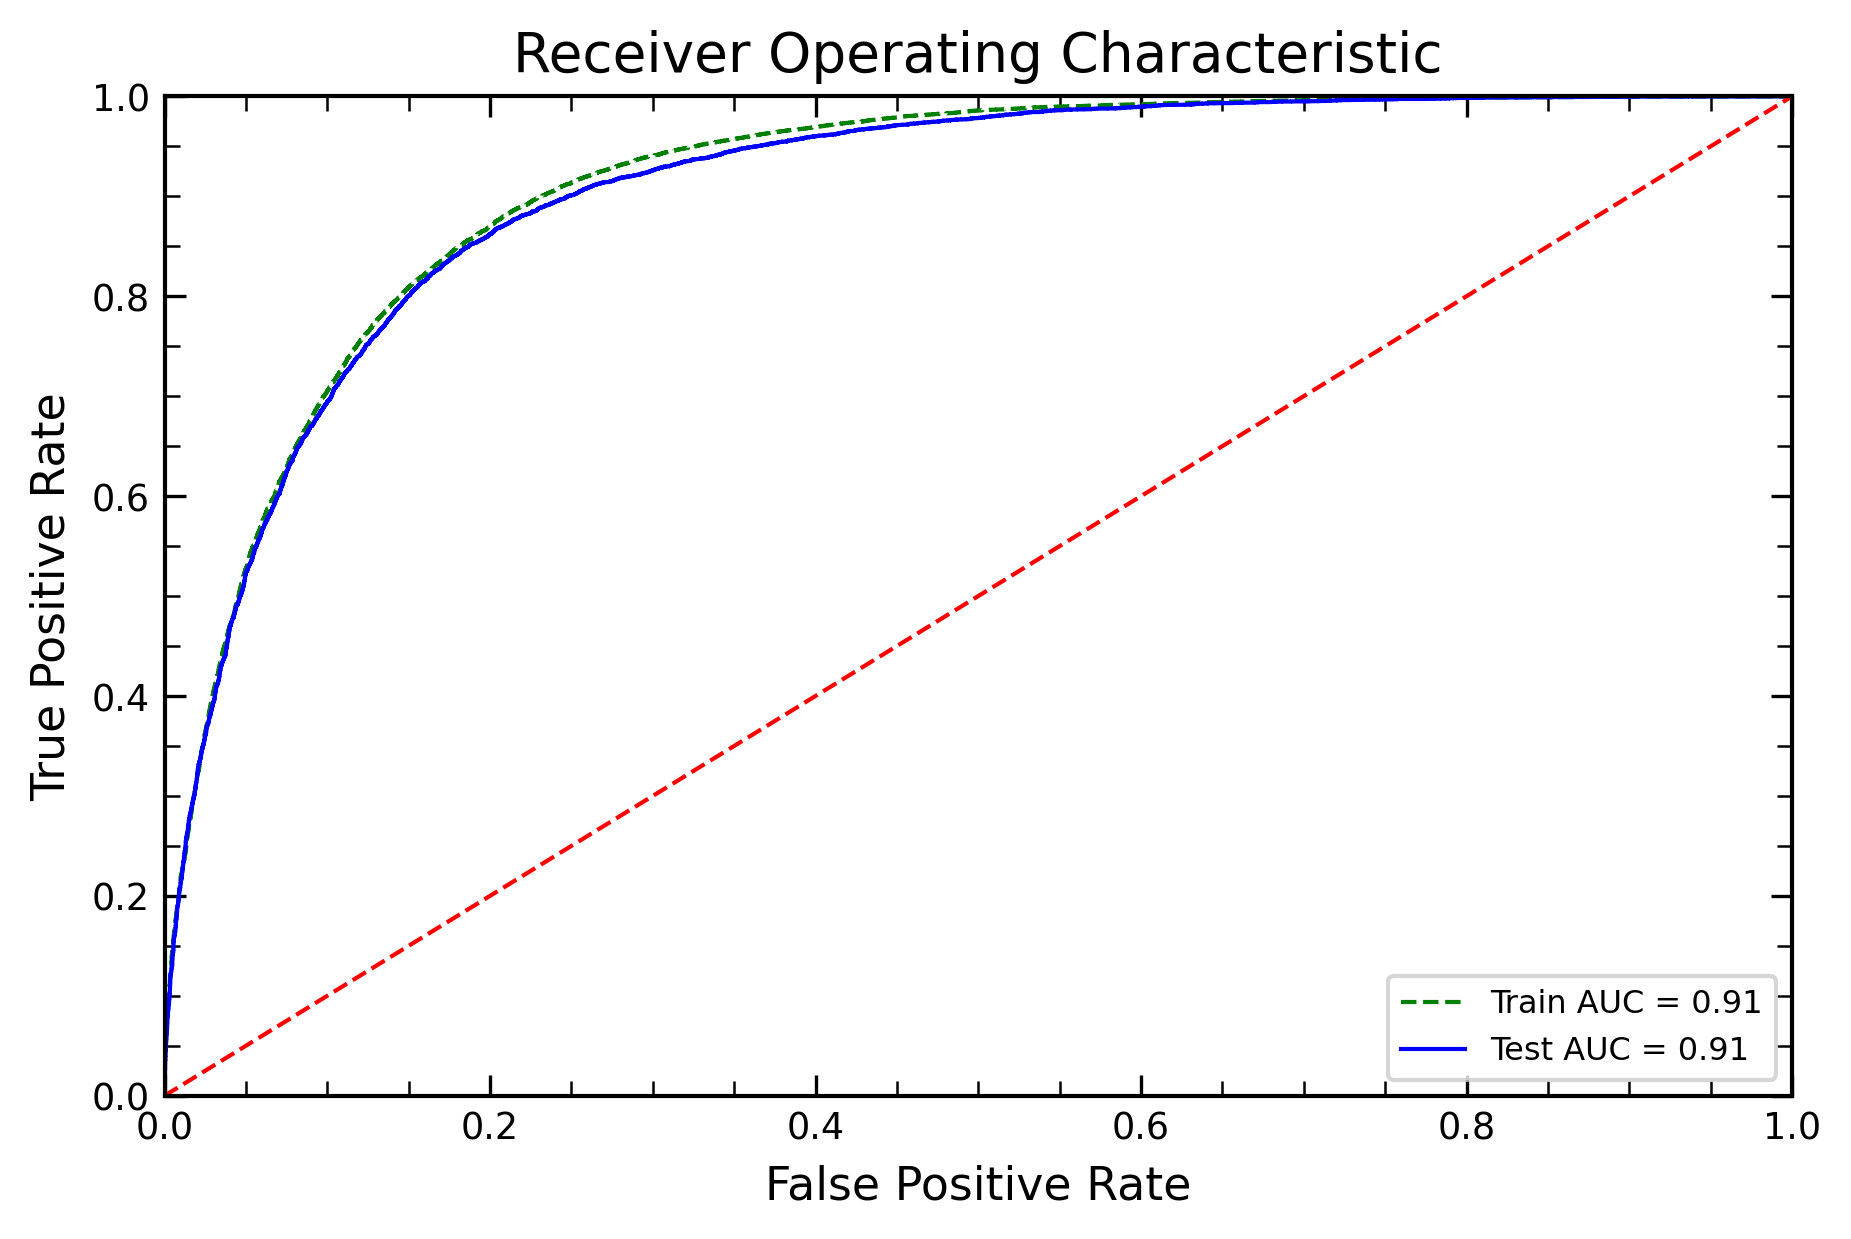 Receiver Operating Characteristic
1.0
0.8
0.6
0.4
0.2
0.0
True Positive Rate
Train AUC = 0.91
Test AUC = 0.91
0.0 0.2 0.4 0.6 0.8 1.0
False Positive Rate